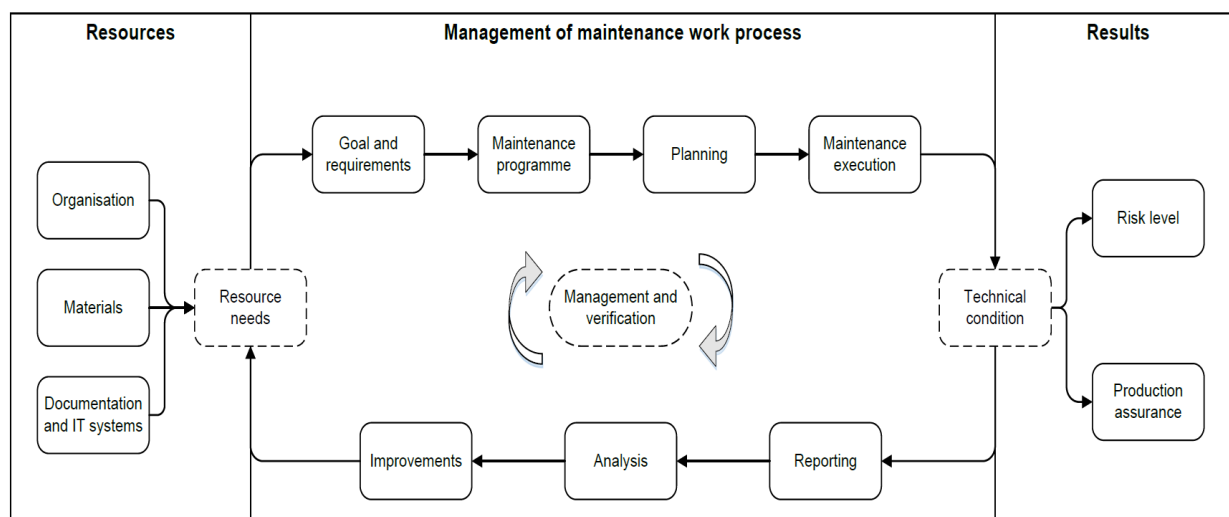 Resources
Management of maintenance work process
Results
Goal and
requirements
Maintenance
programme
Planning
Maintenance
execution
Organisation
Materials
Documentation
and IT systems
Resource
needs
Management and
verification
Technical
condition
Risk level
Production
assurance
Improvements
Analysis
Reporting